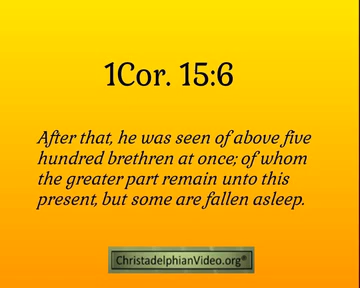 1Cor. 15:6
After that, he was seen of above five
hundred brethren at once; of whom
the greater part remain unto this
present, but some are fallen asleep.
ChristadelphianVideo.org®